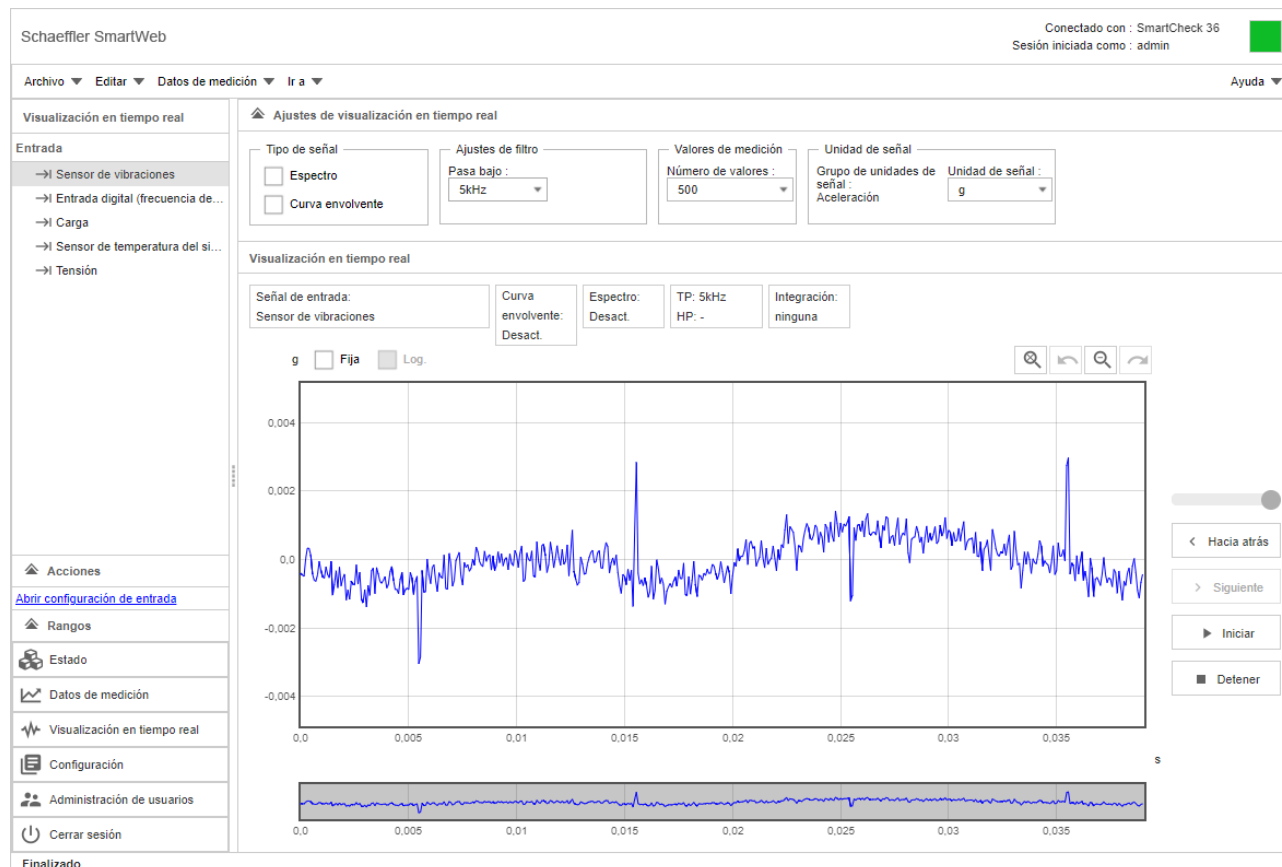 Schaeffler SmartWeb
Conectado con : SmartCheck 36
Sesión iniciada como : admin
Archivo Editar Datos de medición Ir a Ayuda
Visualización en tiempo real
Entrada
Sensor de vibraciones
Entrada digital (frecuencia de...
Carga
Sensor de temperatura del si...
Tensión
Acciones
Abrir configuración de entrada
Rangos
Estado
Datos de medición
Visualización en tiempo real
Configuración
Administración de usuarios
Cerrar sesión
Ajustes de visualización en tiempo real
Tipo de señal
Espectro
Curva envolvente
Ajustes de filtro
Pasa bajo :
5kHz
Valores de medición
Número de valores :
500
Unidad de señal
Grupo de unidades de
señal :
Aceleración
Unidad de señal :
g
Visualización en tiempo real
Señal de entrada:
Sensor de vibraciones
Curva
envolvente:
Desact.
Espectro:
Desact.
TP: 5kHz
HP: -
Integración:
ninguna
g Fija Log.
0,004
0,002
0.0
-0,002
-0,004
0,0 0,005 0,01 0,015 0,02 0,025 0,03 0,035
s
0,0 0,005 0,01 0,015 0,02 0,025 0,03 0,035
Hacia atrás
Siguiente
Iniciar
Detener
Finalizado